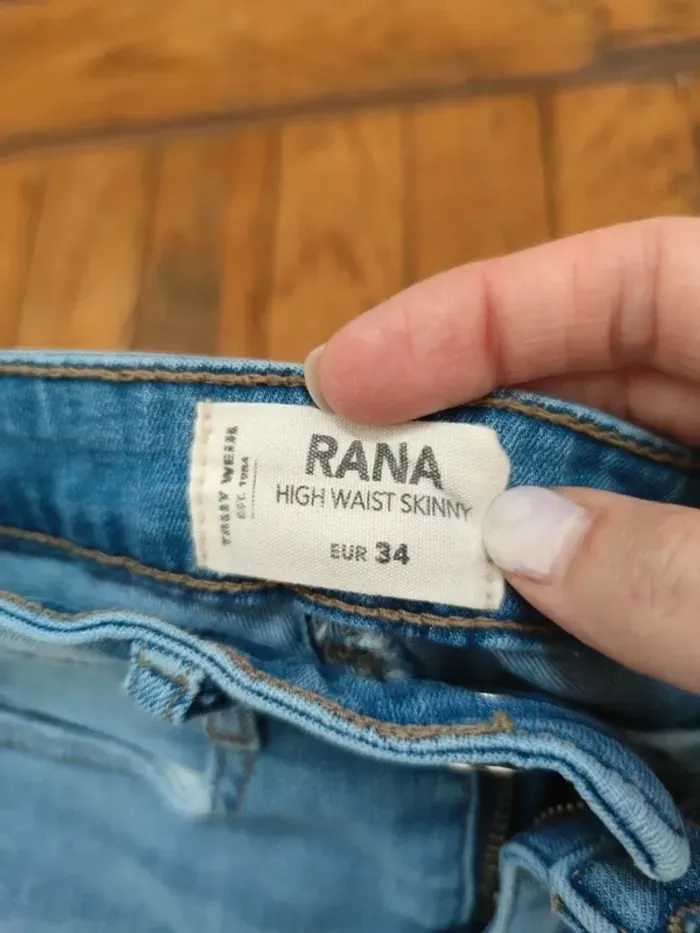 TALLY WEiJL
EST. 1984
RANA
HIGH WAIST SKINNY
EUR 34